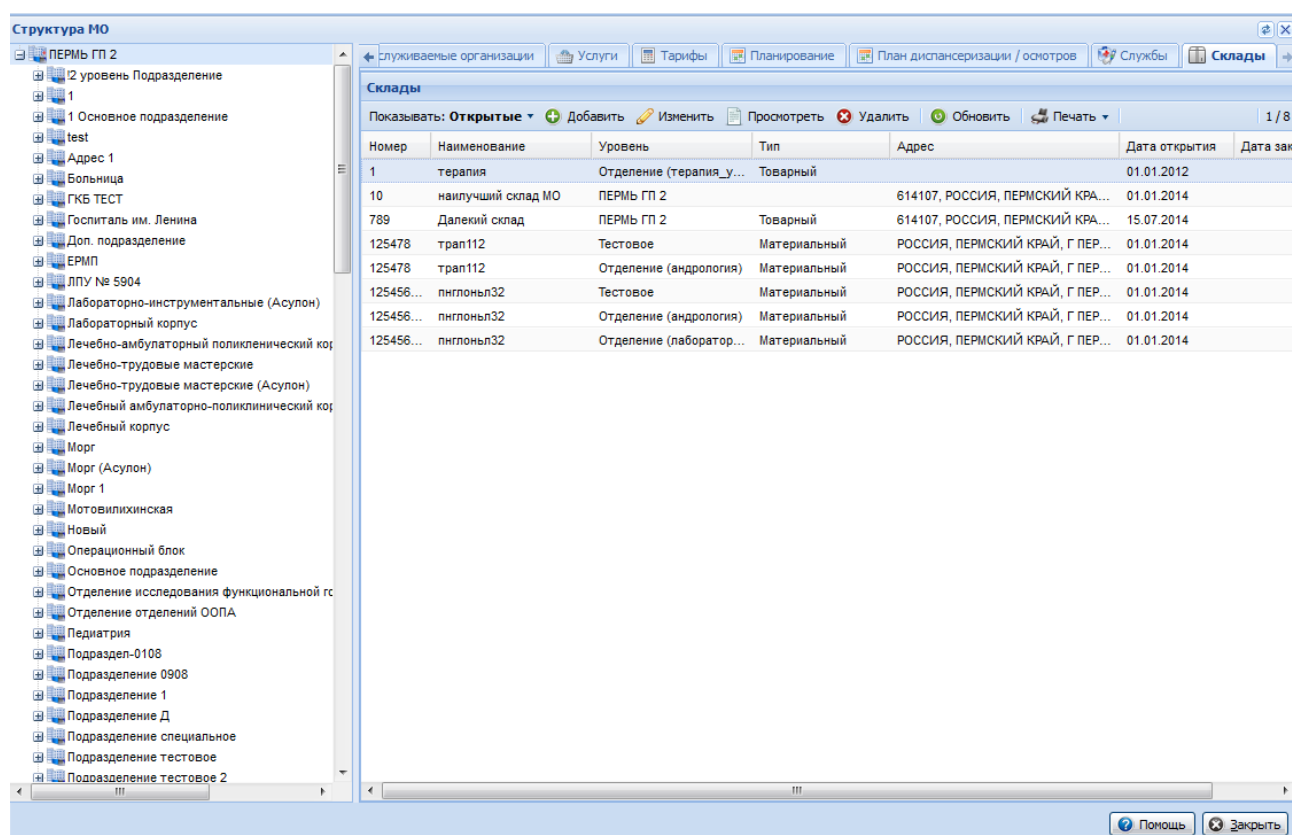 Структура МО
ПЕРМЬ ГП 2
!2 уровень Подразделение
1
1 Основное подразделение
test
Адрес 1
Больница
ГКБ ТЕСТ
Госпиталь им. Ленина
Доп. подразделение
ЕРМП
ЛПУ № 5904
Лабораторно-инструментальные (Асулон)
Лабораторный корпус
Лечебно-амбулаторный поликленический кор
Лечебно-трудовые мастерские
Лечебно-трудовые мастерские (Асулон)
Лечебный амбулаторно-поликлинический кор
Лечебный корпус
Морг
Морг (Асулон)
Морг 1
Мотовилихинская
Новый
Операционный блок
Основное подразделение
Отделение исследования функциональной го
Отделение отделений ООПА
Педиатрия
Подраздел-0108
Подразделение 0908
Подразделение 1
Подразделение Д
Подразделение специальное
Подразделение тестовое
Подразделение тестовое 2
служиваемые организации Услуги Тарифы Планирование План диспансеризации / осмотров Службы Склады
Склады
Показывать: Открытые Добавить Изменить Просмотреть Удалить Обновить Печать 1 / 8
Номер Наименование Уровень Тип Адрес Дата открытия Дата зак
1 терапия Отделение (терапия_у... Товарный 01.01.2012
10 наилучший склад МО ПЕРМЬ ГП 2 614107, РОССИЯ, ПЕРМСКИЙ КРА... 01.01.2014
789 Далекий склад ПЕРМЬ ГП 2 Товарный 614107, РОССИЯ, ПЕРМСКИЙ КРА... 15.07.2014
125478 трап112 Тестовое Материальный РОССИЯ, ПЕРМСКИЙ КРАЙ, Г ПЕР... 01.01.2014
125478 трап112 Отделение (андрология) Материальный РОССИЯ, ПЕРМСКИЙ КРАЙ, Г ПЕР... 01.01.2014
125456... пнглоньл32 Тестовое Материальный РОССИЯ, ПЕРМСКИЙ КРАЙ, Г ПЕР... 01.01.2014
125456... пнглоньл32 Отделение (андрология) Материальный РОССИЯ, ПЕРМСКИЙ КРАЙ, Г ПЕР... 01.01.2014
125456... пнглоньл32 Отделение (лаборатор... Материальный РОССИЯ, ПЕРМСКИЙ КРАЙ, Г ПЕР... 01.01.2014
Помощь Закрыть